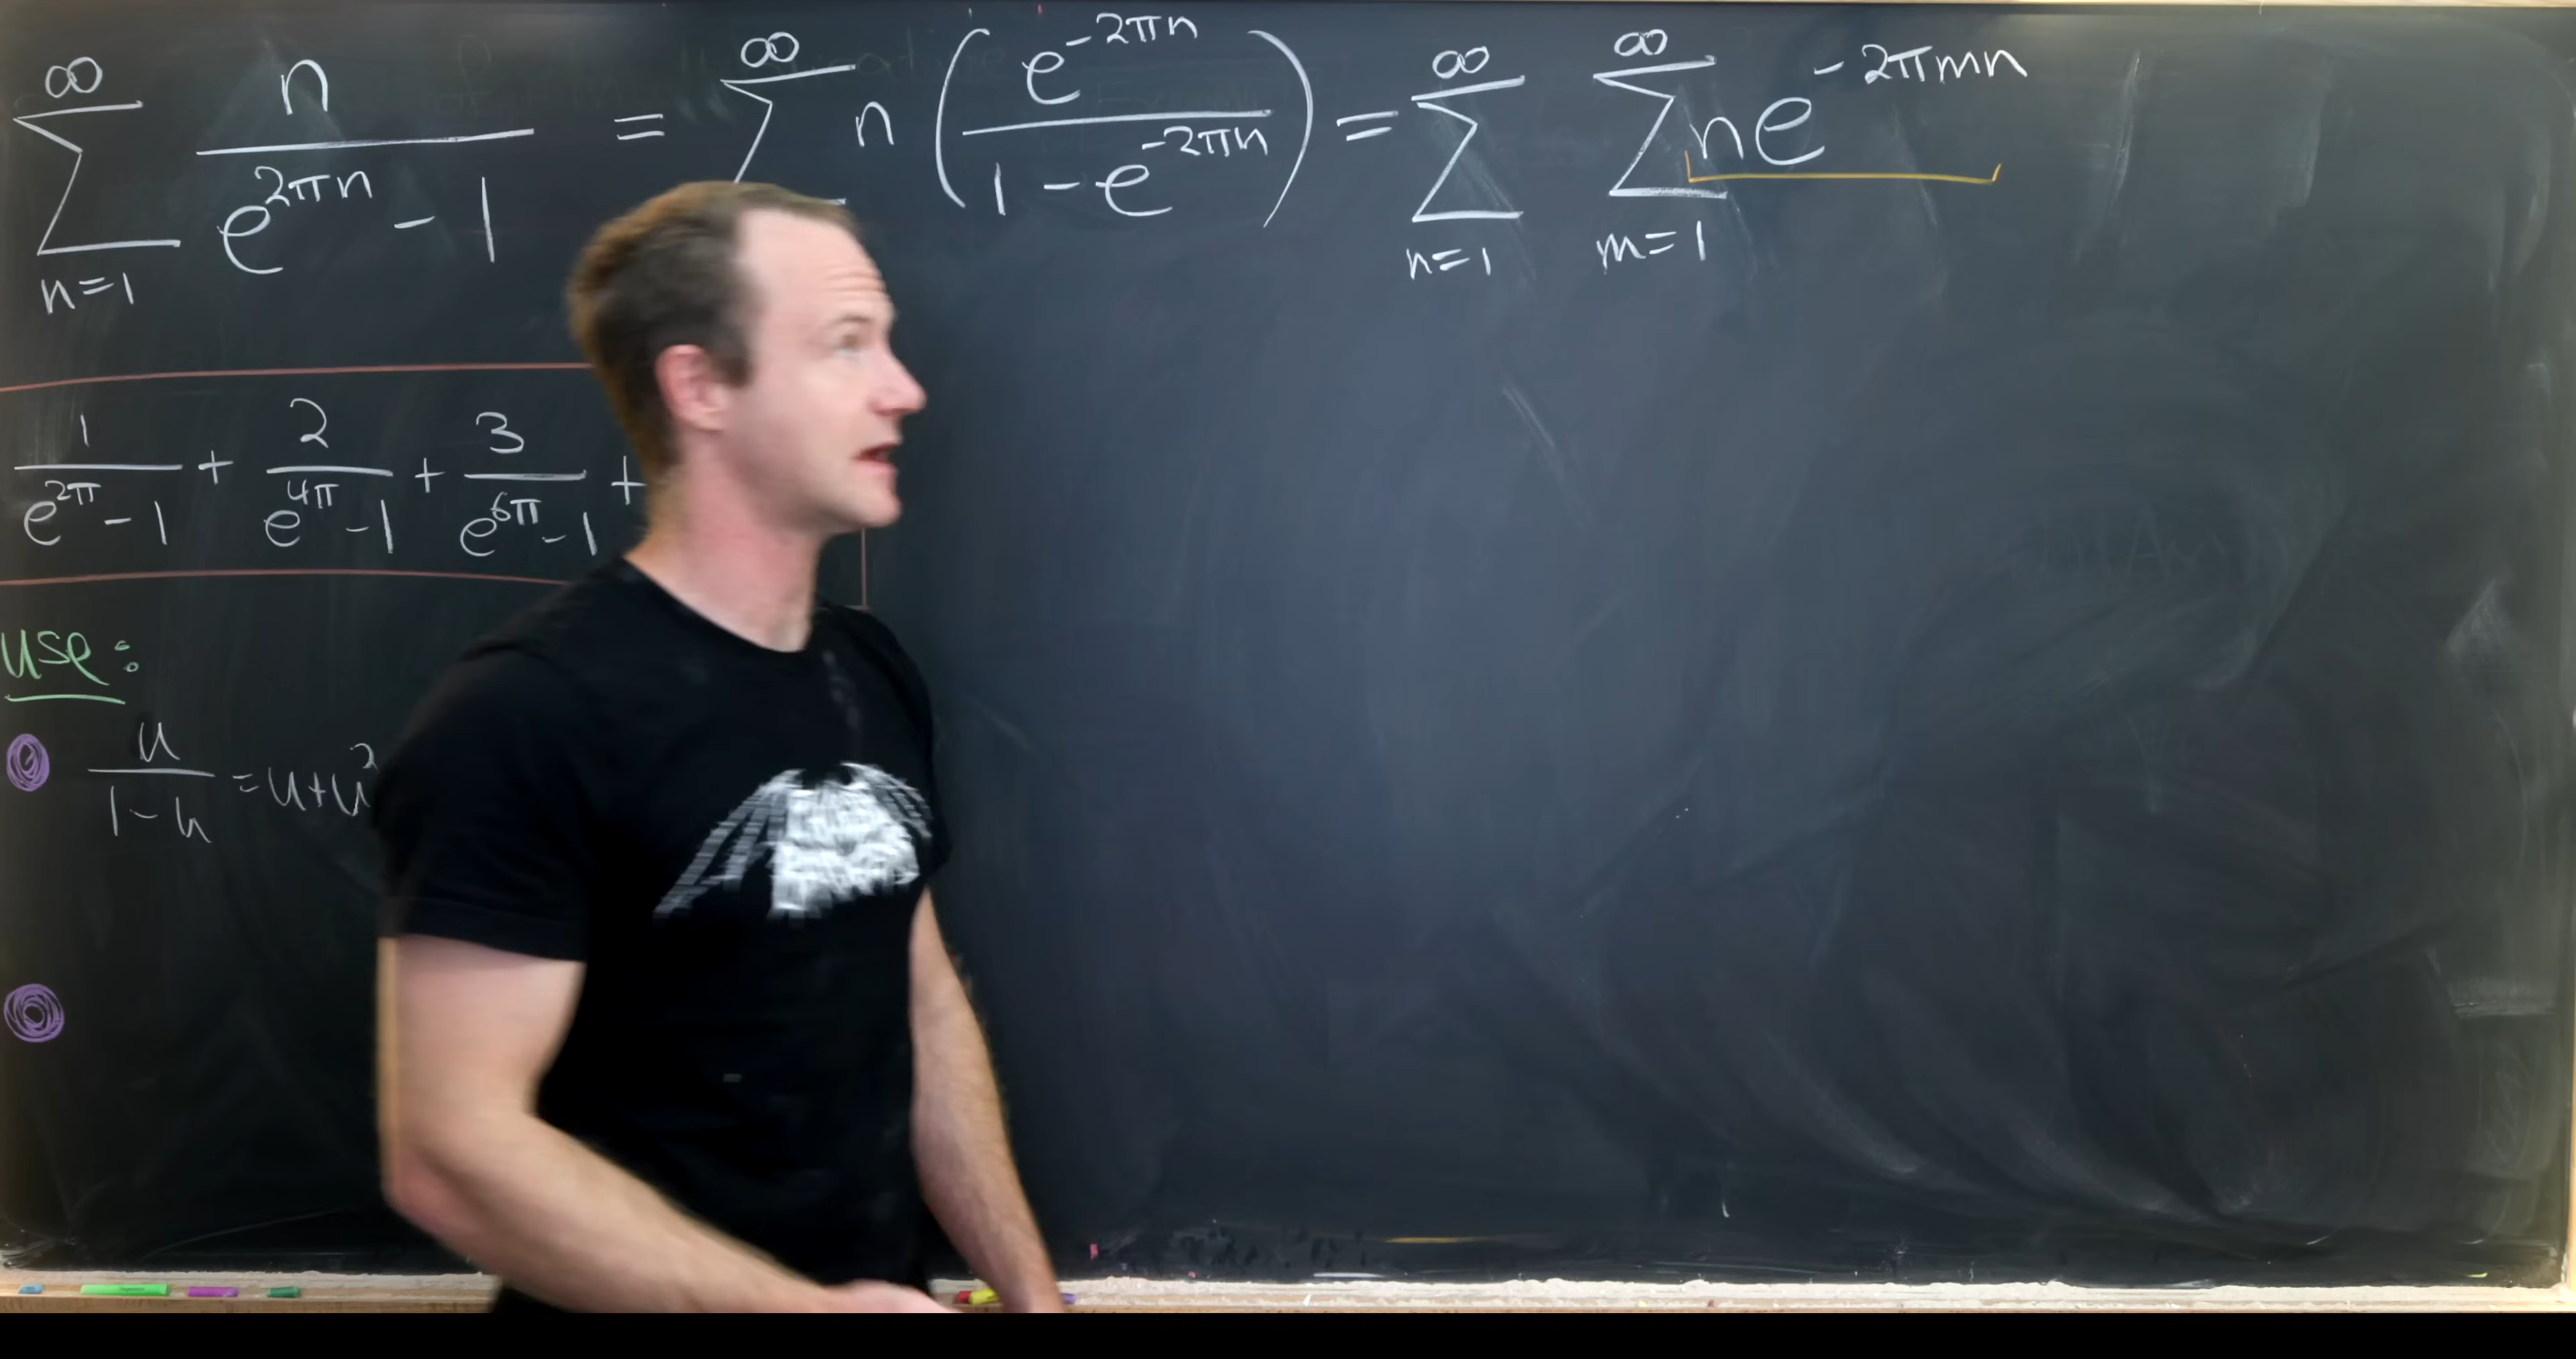 ∞ ∑ n=1 n / (e^{2πn} - 1) = ∞ ∑ n ( e^{-2πn} / (1 - e^{-2πn}) ) = ∞ ∑ n=1 ∞ ∑ m=1 n e^{-2πmn}
1 / (e^{2π} - 1) + 2 / (e^{4π} - 1) + 3 / (e^{6π} - 1) +
use:
u / (1 - u) = u + u^2